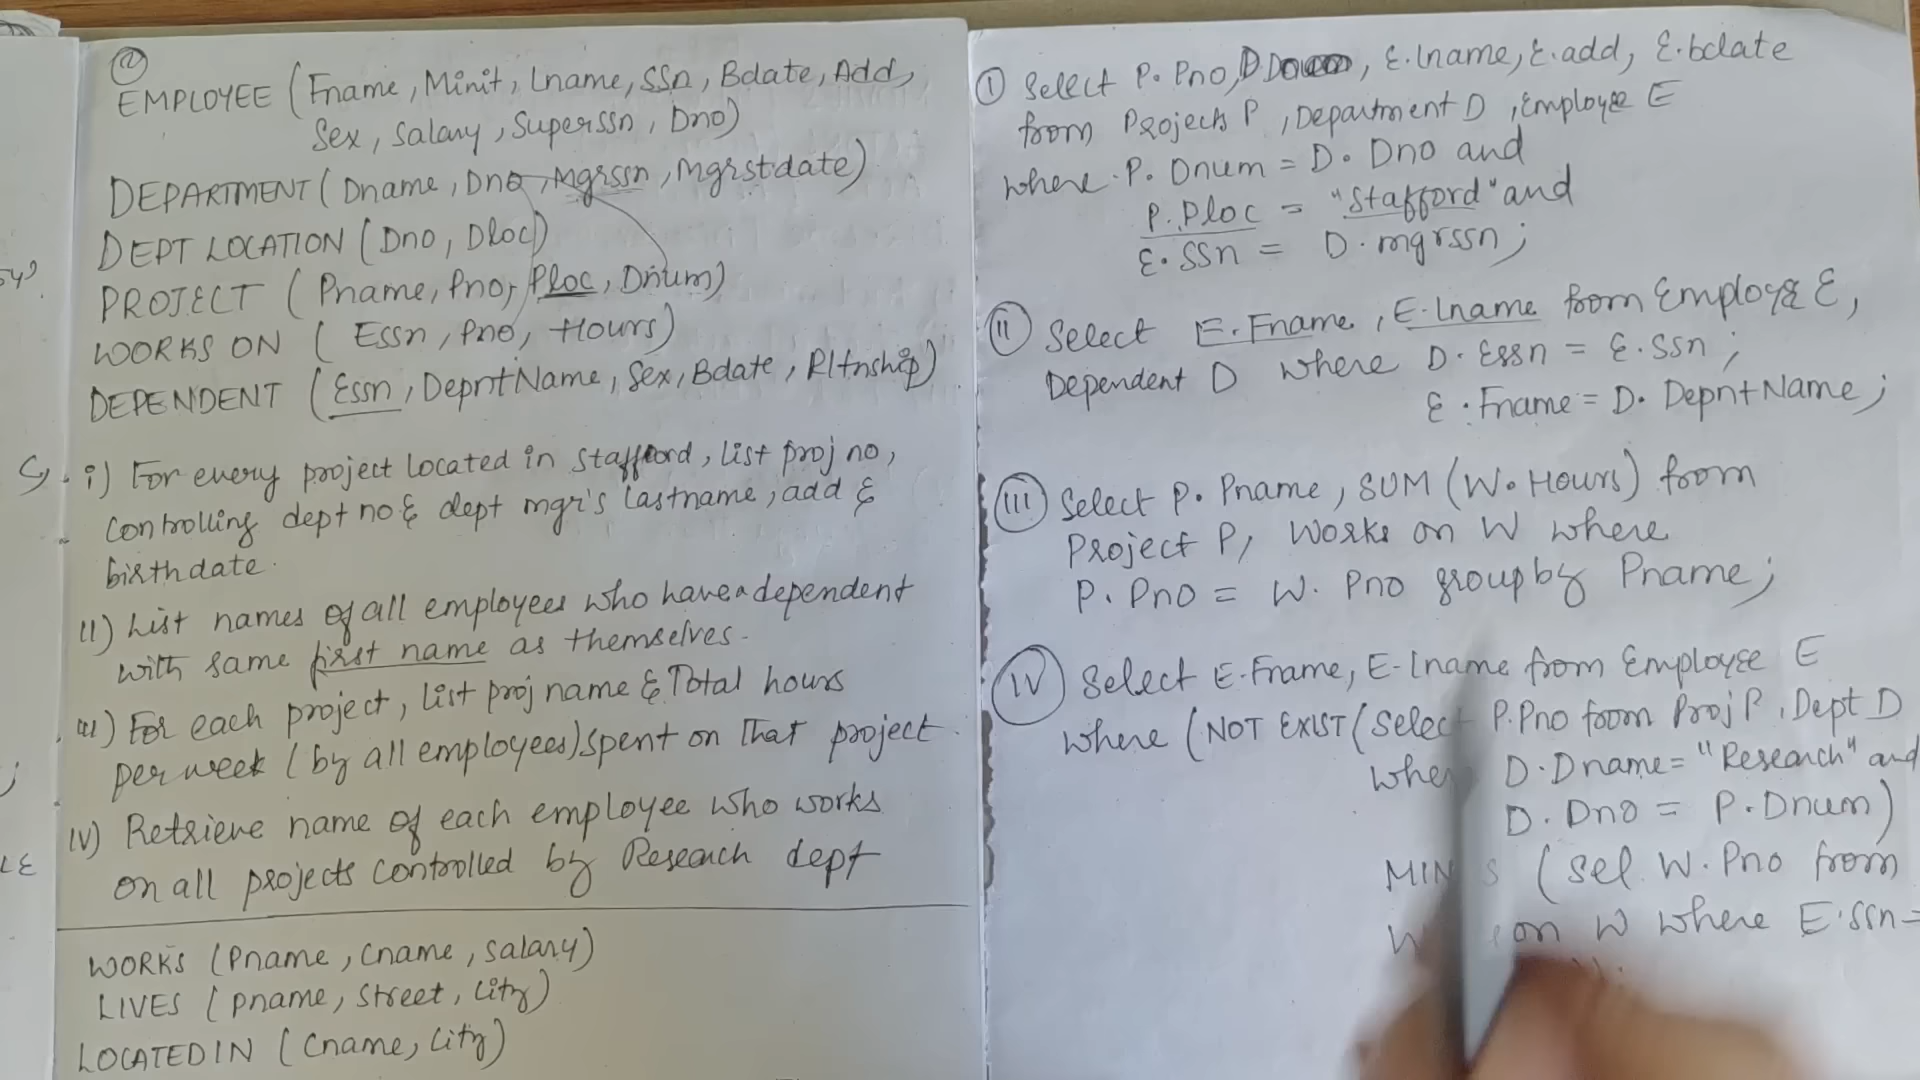 2
EMPLOYEE (Fname, Minit, Lname, SSn, Bdate, Add,
Sex, Salary, Superssn, Dno)
DEPARTMENT (Dname, Dno, Mgrssn, Mgrstdate)
DEPT LOCATION (Dno, Dloc)
PROJECT (Pname, Pno, Ploc, Dnum)
WORKS ON (Essn, Pno, Hours)
DEPENDENT (Essn, DepntName, Sex, Bdate, Rltnship)
i) For every project located in Stafford, list proj no,
controlling dept no & dept mgr's lastname, add &
birthdate.
II) List names of all employees who have a dependent
with same first name as themselves.
III) For each project, list proj name & Total hours
per week (by all employees) spent on that project.
IV) Retrieve name of each employee who works
on all projects controlled by Reseach dept
WORKS (Pname, Cname, Salary)
LIVES (Pname, Street, City)
LOCATED IN (Cname, City)
I Select P. Pno, E. lname, E. add, E. bdate
from Projects P, Department D, Employee E
where P. Dnum = D. Dno and
P. Ploc = "Stafford" and
E. SSn = D. mgrssn;
II Select E. Fname, E. lname from Employee E,
Dependent D where D. Essn = E. SSn;
E. Fname = D. DepntName;
III Select P. Pname, SUM (W. Hours) from
Project P, Works on W where
P. Pno = W. Pno group by Pname;
IV Select E. Fname, E-lname from Employee E
where (NOT EXIST (Select P. Pno from Proj P, Dept D
D. Dname = "Research" and
D. Dno = P. Dnum)
(Sel. W. Pno from
on W where E. SSn =